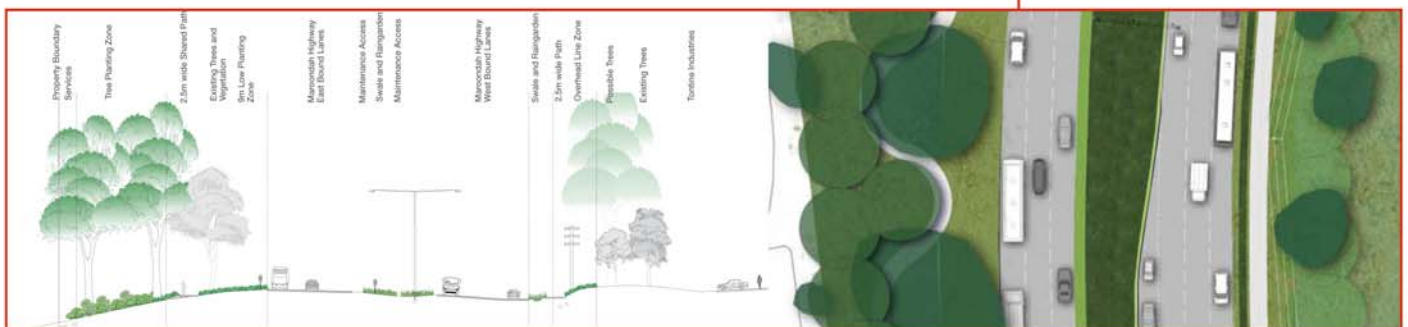 Property Boundary
Services
Tree Planting Zone
2.5m wide Shared Path
Existing Trees and
Vegetation
9m Low Planting
Zone
Maroondah Highway
East Bound Lanes
Maintenance Access
Swale and Raingarden
Maintenance Access
Maroondah Highway
West Bound Lanes
Swale and Raingarden
2.5m wide Path
Overhead Line Zone
Possible Trees
Existing Trees
Tontine Industries